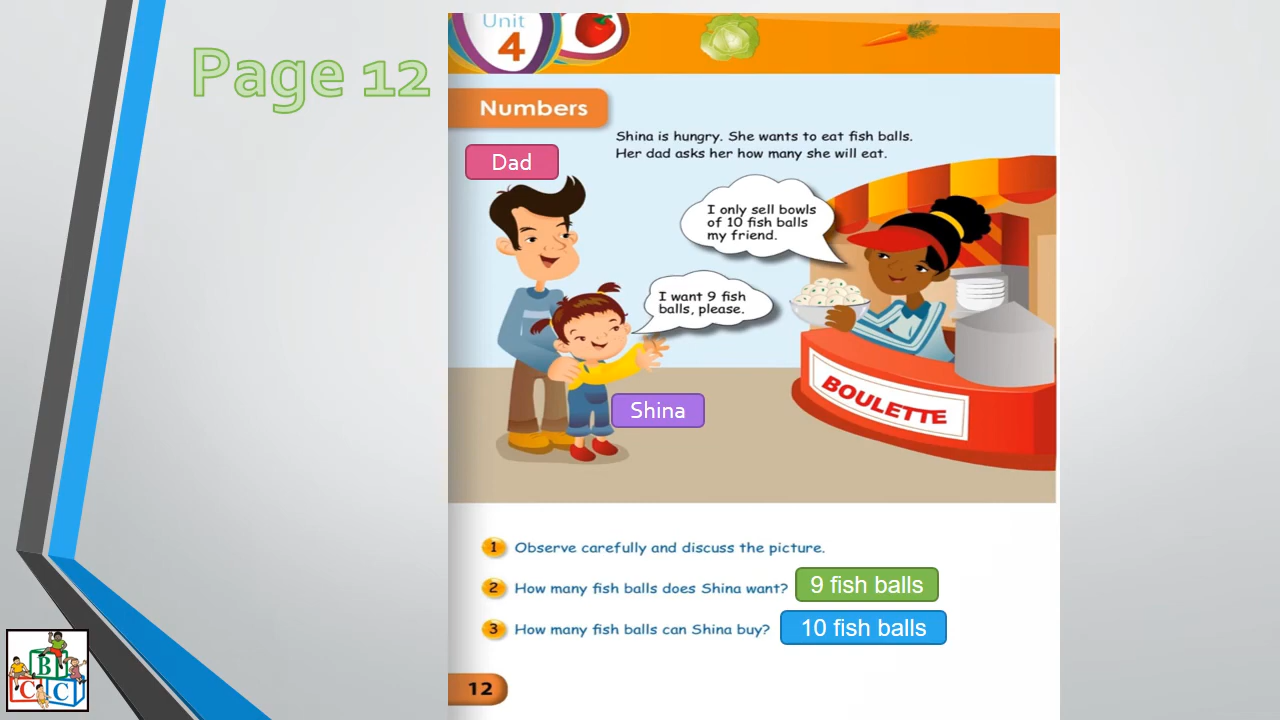 Page 12
Unit
4
Numbers
Shina is hungry. She wants to eat fish balls.
Her dad asks her how many she will eat.
Dad
I only sell bowls
of 10 fish balls
my friend.
I want 9 fish
balls, please.
Shina
BOULETTE
1 Observe carefully and discuss the picture.
2 How many fish balls does Shina want? 9 fish balls
3 How many fish balls can Shina buy? 10 fish balls
12
B
C C